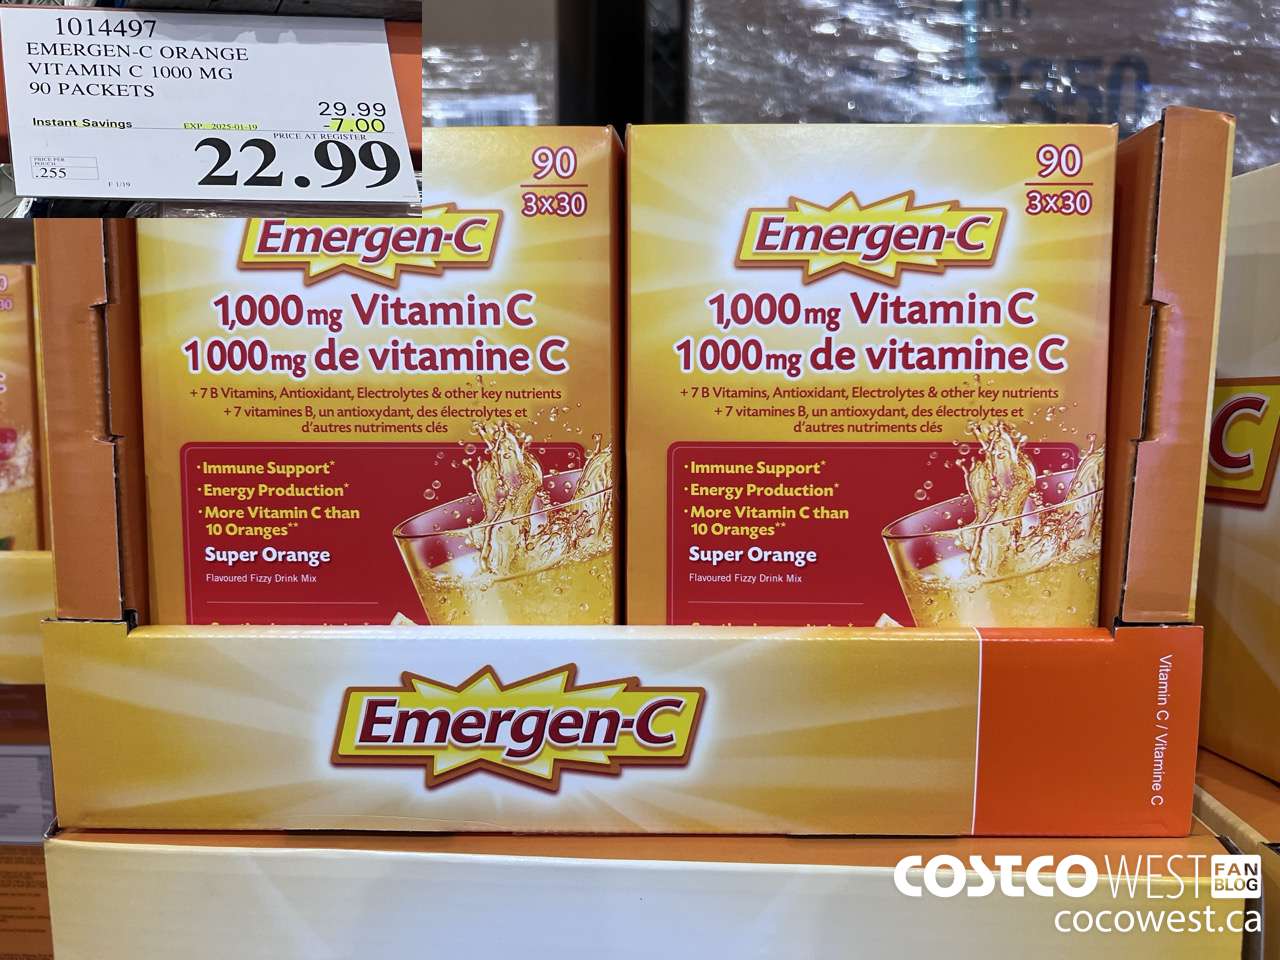 1014497
EMERGEN-C ORANGE
VITAMIN C 1000 MG
90 PACKETS
29.99
Instant Savings EXP. 2025-01-19 -7.00
PRICE AT REGISTER
22.99
PRICE PER
POUCH
.255
F 1/19
90
3x30
Emergen-C
1,000mg Vitamin C
1000mg de vitamine C
+ 7 B Vitamins, Antioxidant, Electrolytes & other key nutrients
+ 7 vitamines B, un antioxydant, des électrolytes et
d'autres nutriments clés
· Immune Support*
· Energy Production*
· More Vitamin C than
10 Oranges**
Super Orange
Flavoured Fizzy Drink Mix
90
3x30
Emergen-C
1,000mg Vitamin C
1000mg de vitamine C
+ 7 B Vitamins, Antioxidant, Electrolytes & other key nutrients
+ 7 vitamines B, un antioxydant, des électrolytes et
d'autres nutriments clés
· Immune Support*
· Energy Production*
· More Vitamin C than
10 Oranges**
Super Orange
Flavoured Fizzy Drink Mix
C
Emergen-C
Vitamin C / Vitamine C
COSTCO WEST FAN BLOG
cocowest.ca